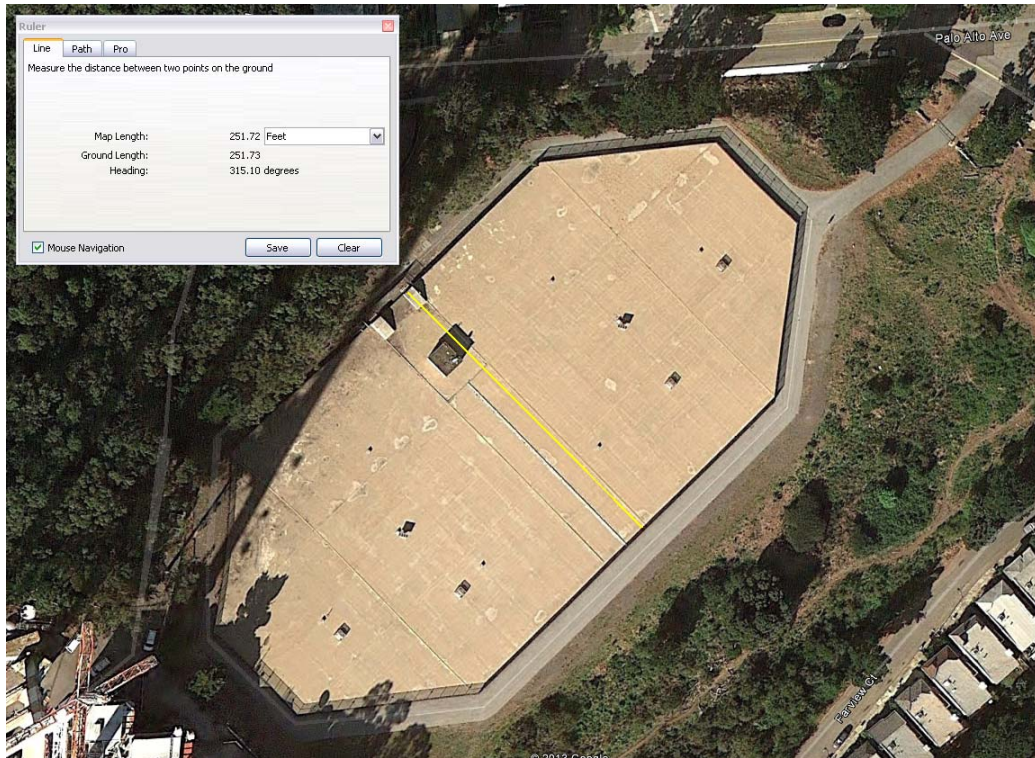 Ruler
Line Path Pro
Measure the distance between two points on the ground
Map Length: 251.72 Feet
Ground Length: 251.73
Heading: 315.10 degrees
Mouse Navigation Save Clear
Palo Alto Ave
Farview Ct
© 2013 Google